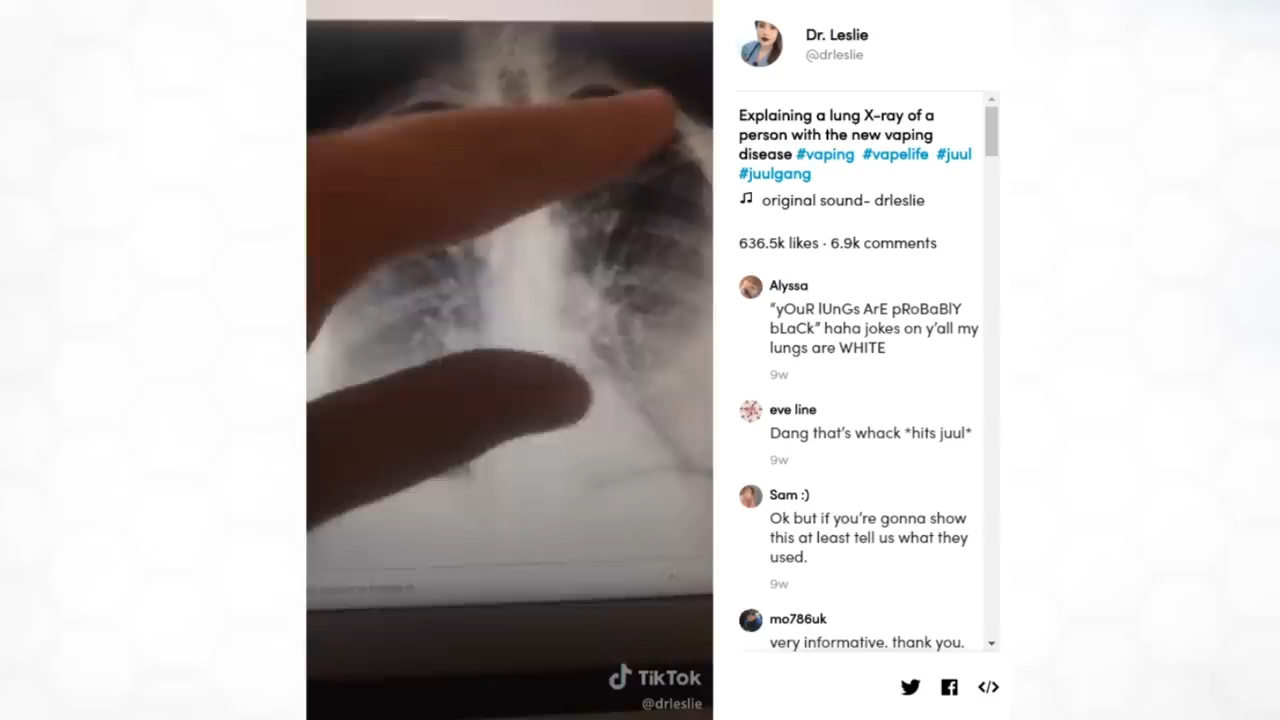 Dr. Leslie
@drleslie
Explaining a lung X-ray of a
person with the new vaping
disease #vaping #vapelife #juul
#juulgang
original sound- drleslie
636.5k likes · 6.9k comments
Alyssa
"yOuR lUnGs ArE pRoBaBlY
bLaCk" haha jokes on y'all my
lungs are WHITE
9w
eve line
Dang that's whack *hits juul*
9w
Sam :)
Ok but if you're gonna show
this at least tell us what they
used.
9w
mo786uk
very informative. thank you.
TikTok
@drleslie